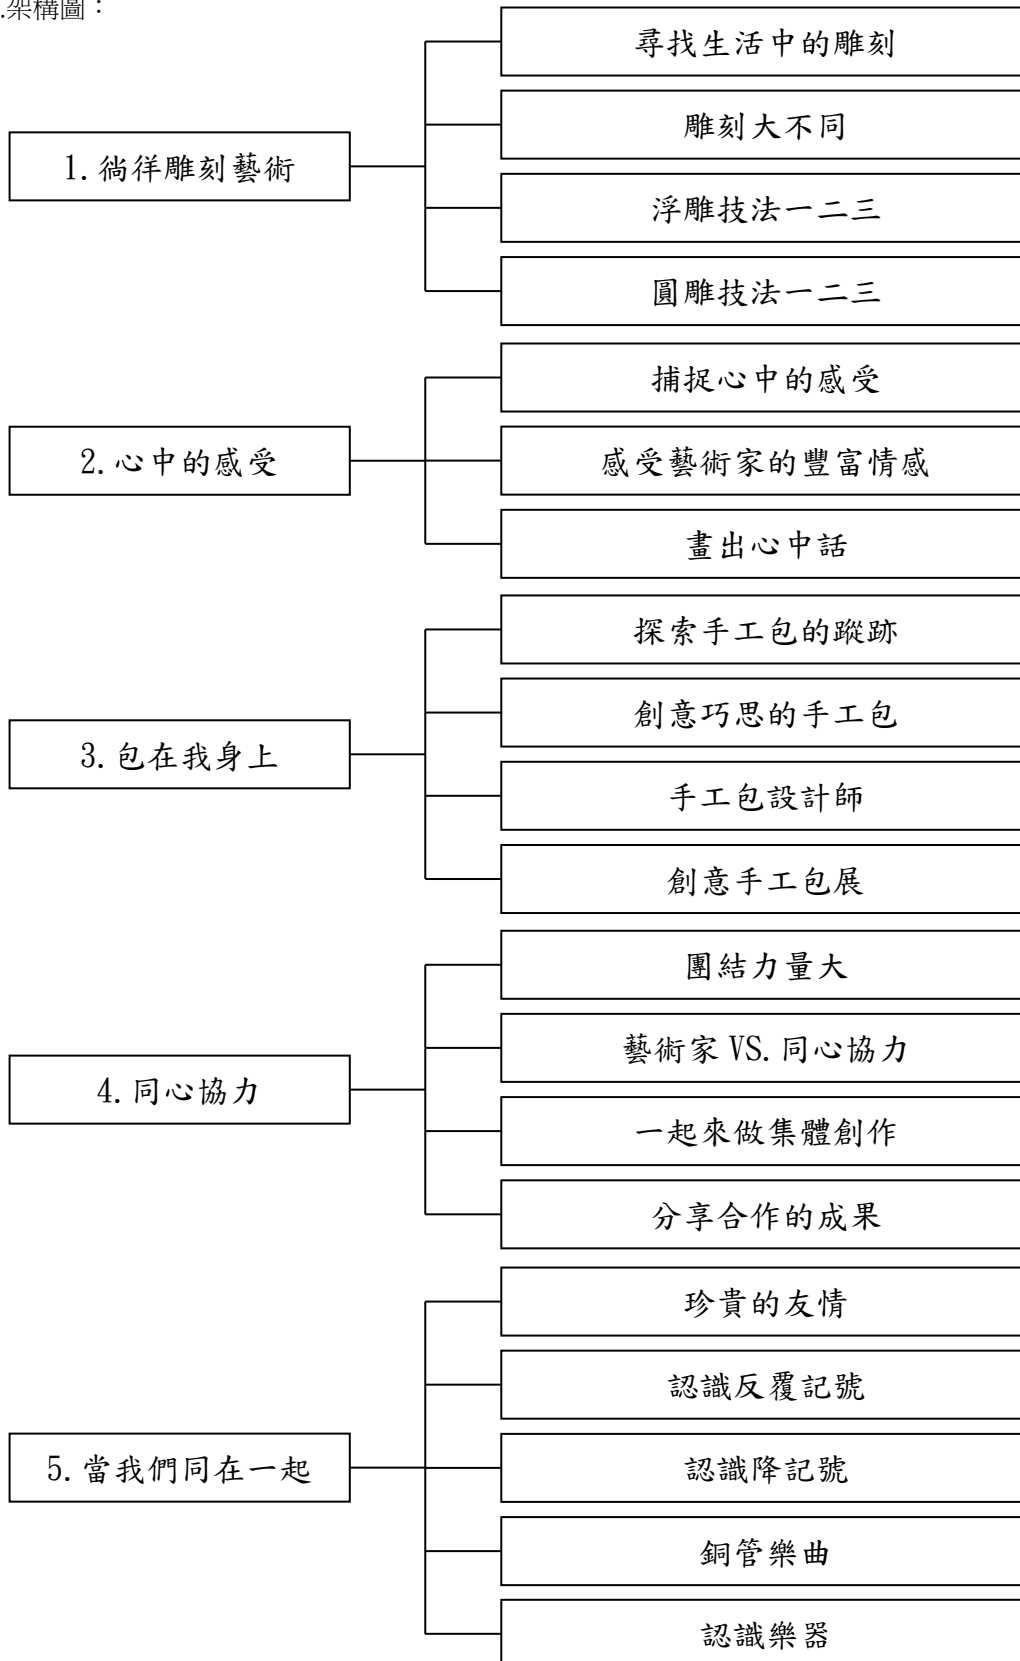 .架構圖：
1.徜徉雕刻藝術
尋找生活中的雕刻
雕刻大不同
浮雕技法一二三
圓雕技法一二三
2.心中的感受
捕捉心中的感受
感受藝術家的豐富情感
畫出心中話
3.包在我身上
探索手工包的蹤跡
創意巧思的手工包
手工包設計師
創意手工包展
4.同心協力
團結力量大
藝術家 VS.同心協力
一起來做集體創作
分享合作的成果
5.當我們同在一起
珍貴的友情
認識反覆記號
認識降記號
銅管樂曲
認識樂器